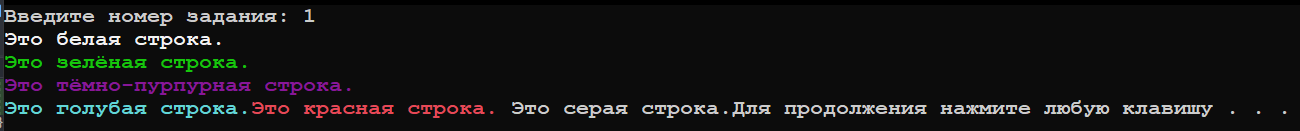 Введите номер задания: 1
Это белая строка.
Это зелёная строка.
Это тёмно-пурпурная строка.
Это голубая строка.Это красная строка. Это серая строка.Для продолжения нажмите любую клавишу . . .